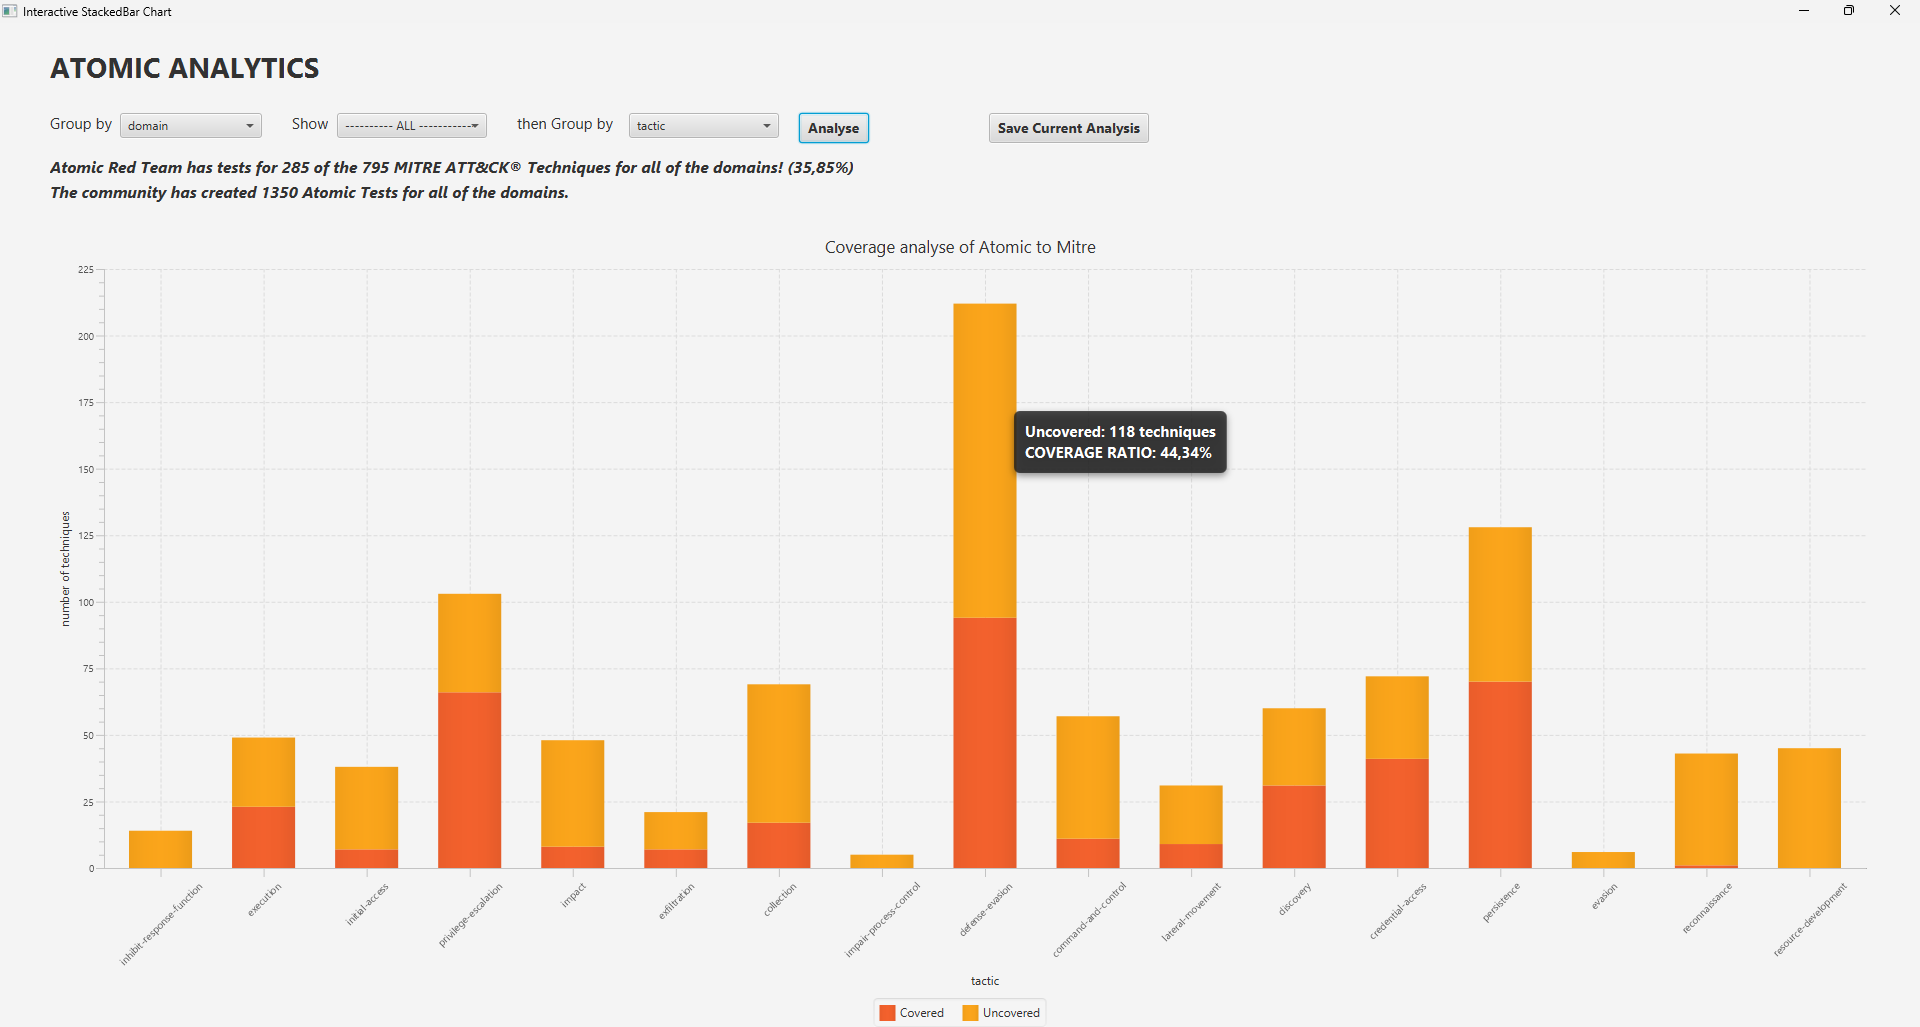 Interactive StackedBar Chart
ATOMIC ANALYTICS
Group by domain Show ---------- ALL ----------- then Group by tactic Analyse Save Current Analysis
Atomic Red Team has tests for 285 of the 795 MITRE ATT&CK® Techniques for all of the domains! (35,85%)
The community has created 1350 Atomic Tests for all of the domains.
Coverage analyse of Atomic to Mitre
225
200
175
150
125
100
75
50
25
0
number of techniques
Uncovered: 118 techniques
COVERAGE RATIO: 44,34%
inhibit-response-function
execution
initial-access
privilege-escalation
impact
exfiltration
collection
impair-process-control
defense-evasion
command-and-control
lateral-movement
discovery
credential-access
persistence
evasion
reconnaissance
resource-development
tactic
Covered Uncovered